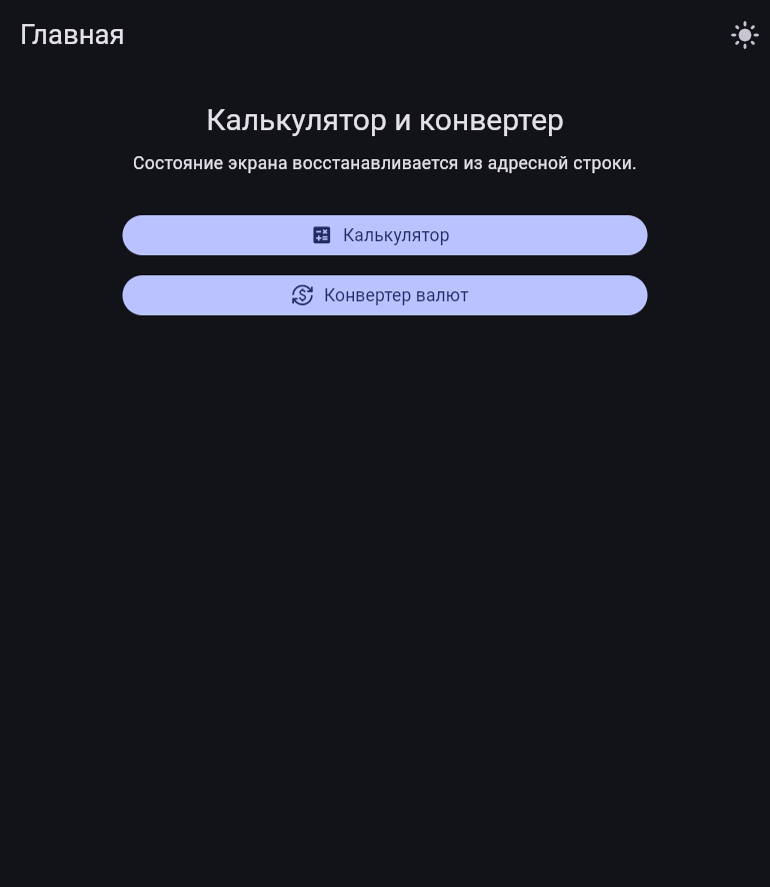 Главная
Калькулятор и конвертер
Состояние экрана восстанавливается из адресной строки.
Калькулятор
Конвертер валют